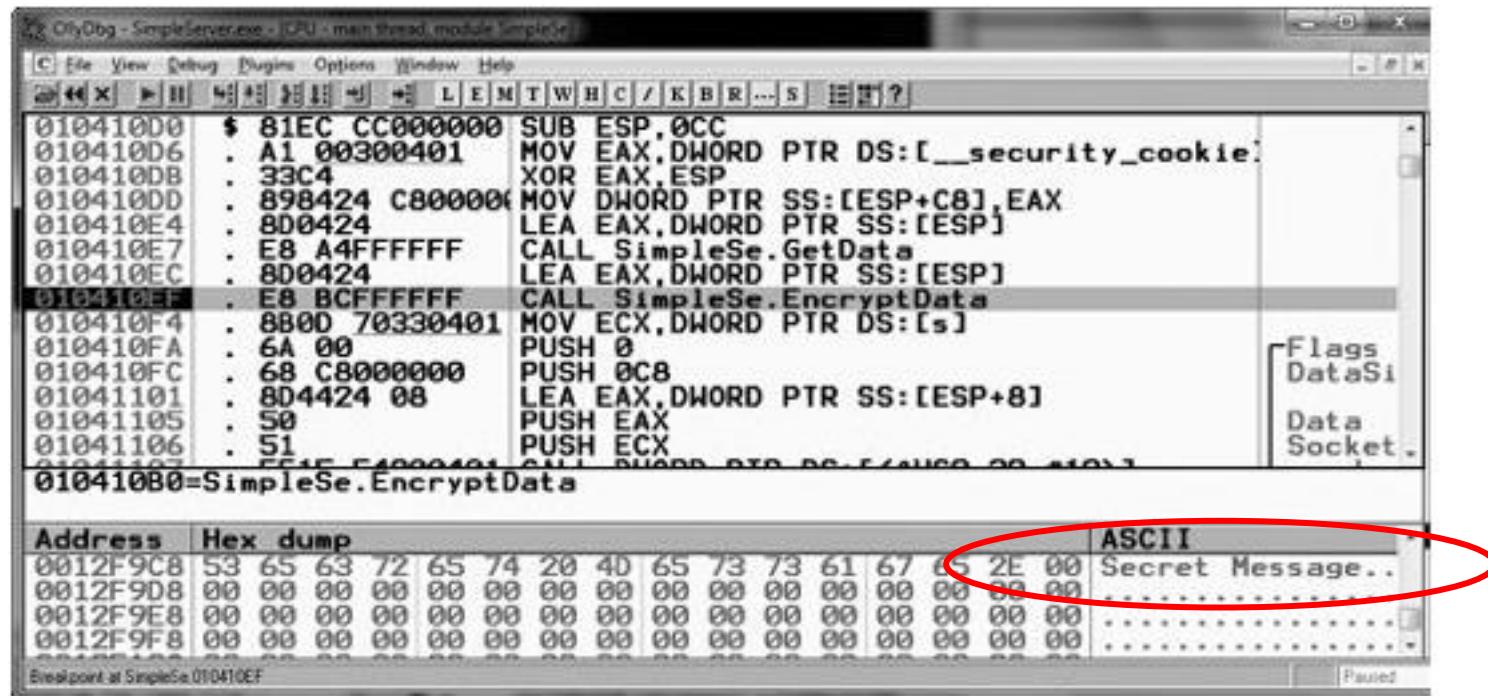 OllyDbg - SimpleServer.exe - [CPU - main thread, module SimpleSe]
C File View Debug Plugins Options Window Help
L E M T W H C / K B R ... S ?
010410D0 $ 81EC CC000000 SUB ESP,0CC
010410D6 . A1 00300401 MOV EAX,DWORD PTR DS:[__security_cookie]
010410DB . 33C4 XOR EAX,ESP
010410DD . 898424 C800000 MOV DWORD PTR SS:[ESP+C8],EAX
010410E4 . 8D0424 LEA EAX,DWORD PTR SS:[ESP]
010410E7 . E8 A4FFFFFF CALL SimpleSe.GetData
010410EC . 8D0424 LEA EAX,DWORD PTR SS:[ESP]
010410EF . E8 BCFFFFFF CALL SimpleSe.EncryptData
010410F4 . 8B0D 70330401 MOV ECX,DWORD PTR DS:[s]
010410FA . 6A 00 PUSH 0 Flags
010410FC . 68 C8000000 PUSH 0C8 DataSi
01041101 . 8D4424 08 LEA EAX,DWORD PTR SS:[ESP+8]
01041105 . 50 PUSH EAX Data
01041106 . 51 PUSH ECX Socket
010410B0=SimpleSe.EncryptData
Address Hex dump ASCII
0012F9C8 53 65 63 72 65 74 20 4D 65 73 73 61 67 65 2E 00 Secret Message..
0012F9D8 00 00 00 00 00 00 00 00 00 00 00 00 00 00 00 00 ................
0012F9E8 00 00 00 00 00 00 00 00 00 00 00 00 00 00 00 00 ................
0012F9F8 00 00 00 00 00 00 00 00 00 00 00 00 00 00 00 00 ................
Breakpoint at SimpleSe.010410EF Paused